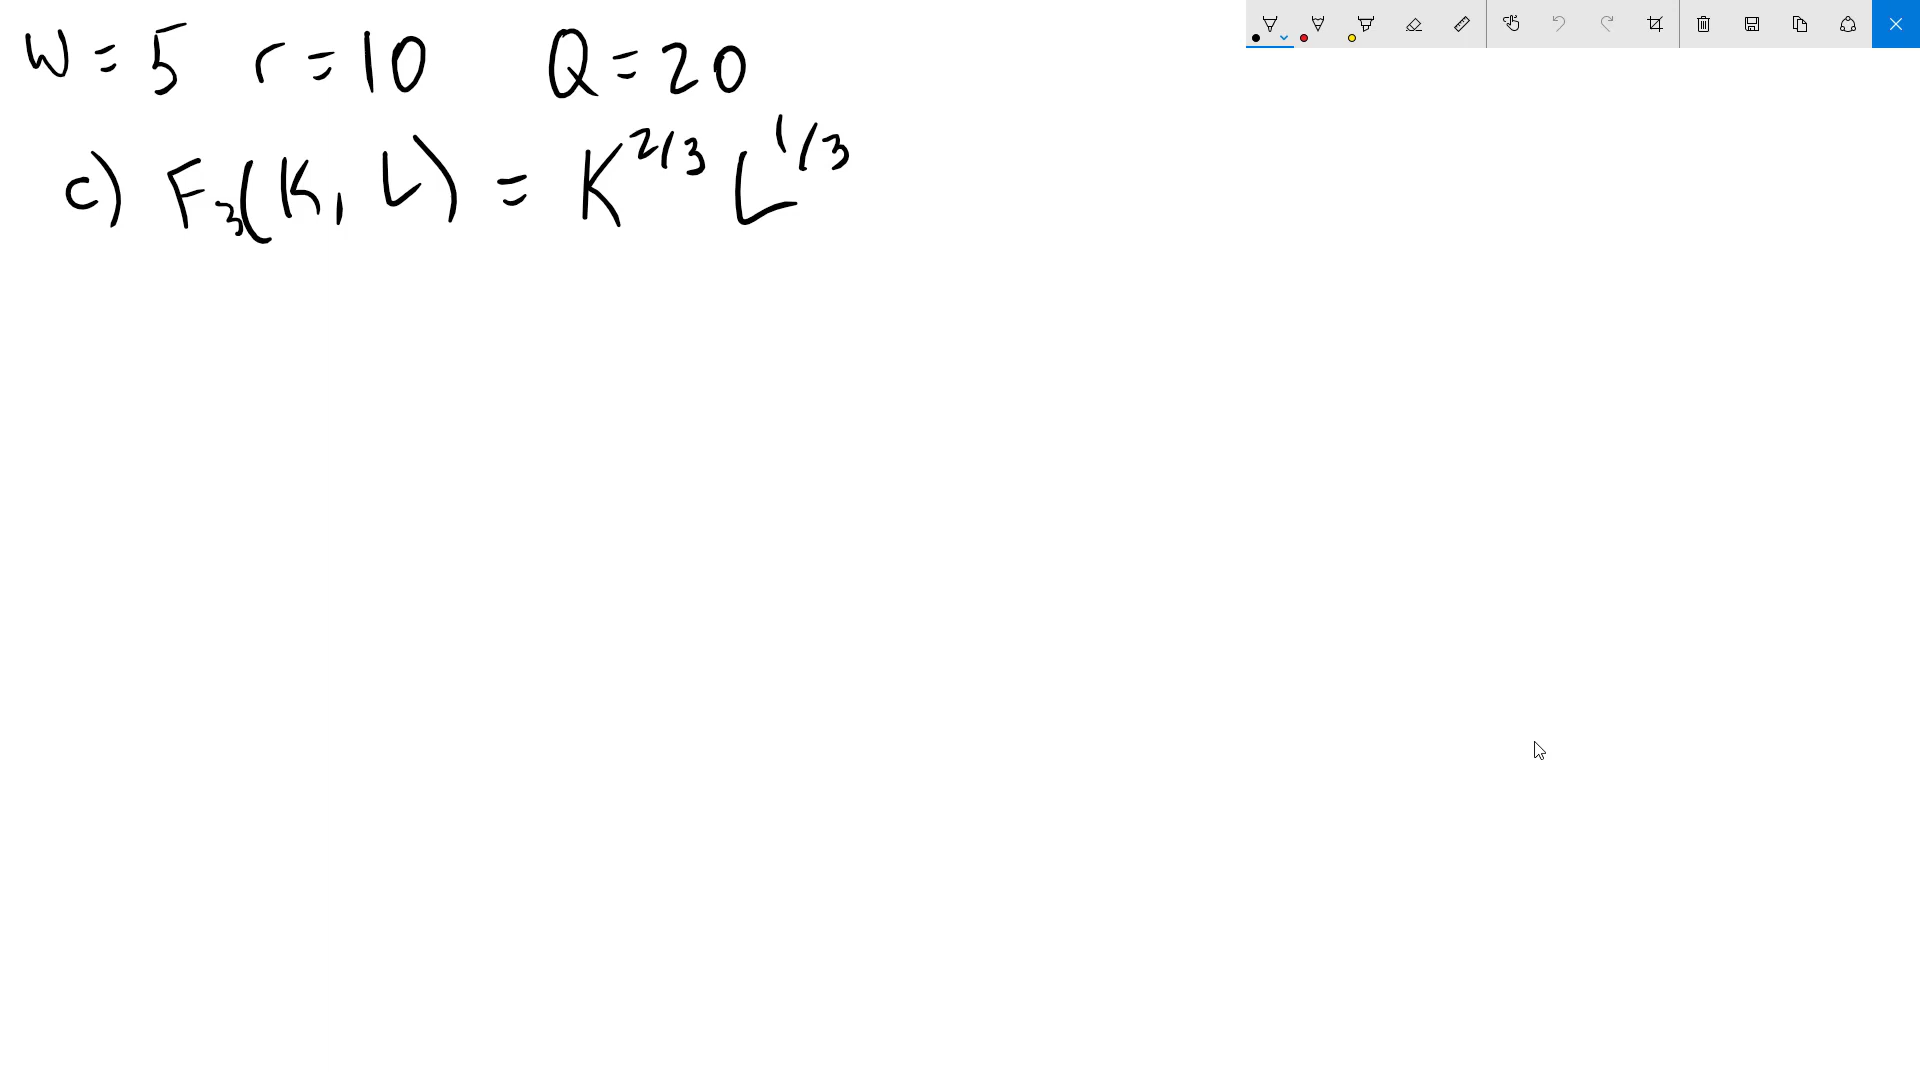 W = 5 r = 10 Q = 20
c) F₃(K, L) = K^2/3 L^1/3